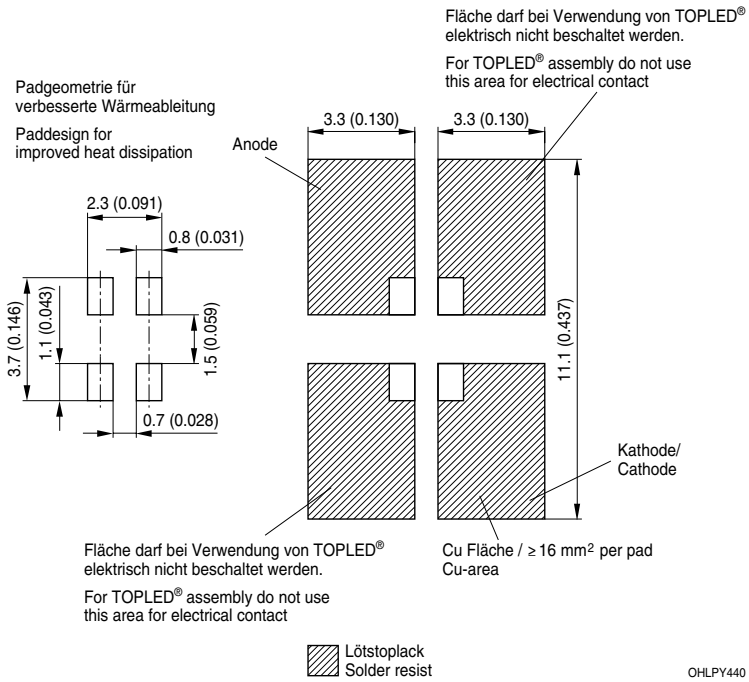 Fläche darf bei Verwendung von TOPLED®
elektrisch nicht beschaltet werden.
For TOPLED® assembly do not use
this area for electrical contact
Padgeometrie für
verbesserte Wärmeableitung
Paddesign for
improved heat dissipation
Anode
3.3 (0.130)
3.3 (0.130)
2.3 (0.091)
0.8 (0.031)
3.7 (0.146)
1.1 (0.043)
1.5 (0.059)
0.7 (0.028)
11.1 (0.437)
Kathode/
Cathode
Fläche darf bei Verwendung von TOPLED®
elektrisch nicht beschaltet werden.
For TOPLED® assembly do not use
this area for electrical contact
Cu Fläche / ≥ 16 mm² per pad
Cu-area
Lötstoplack
Solder resist
OHLPY440